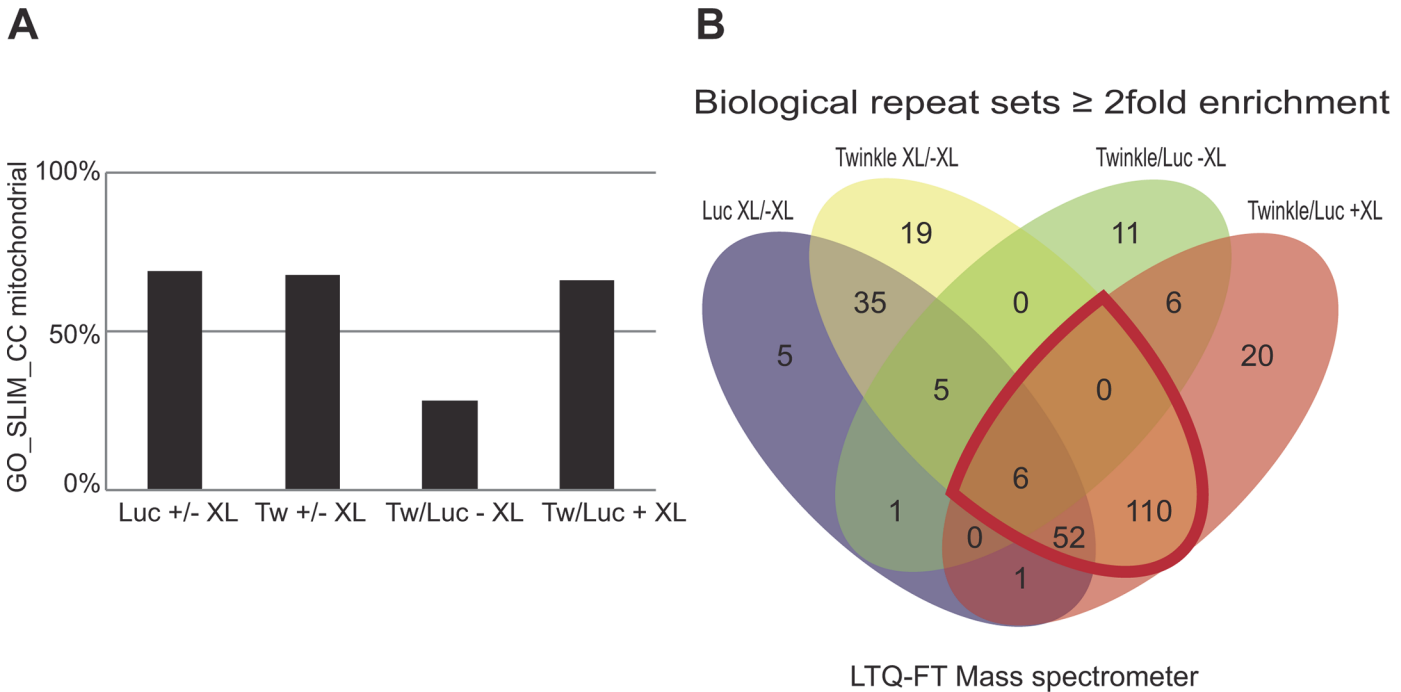 A
GO_SLIM_CC mitochondrial
100%
50%
0%
Luc +/- XL
Tw +/- XL
Tw/Luc - XL
Tw/Luc + XL
B
Biological repeat sets ≥ 2fold enrichment
Twinkle XL/-XL
Twinkle/Luc -XL
Luc XL/-XL
Twinkle/Luc +XL
19
11
35
0
6
5
20
5
0
6
1
110
0
52
1
LTQ-FT Mass spectrometer